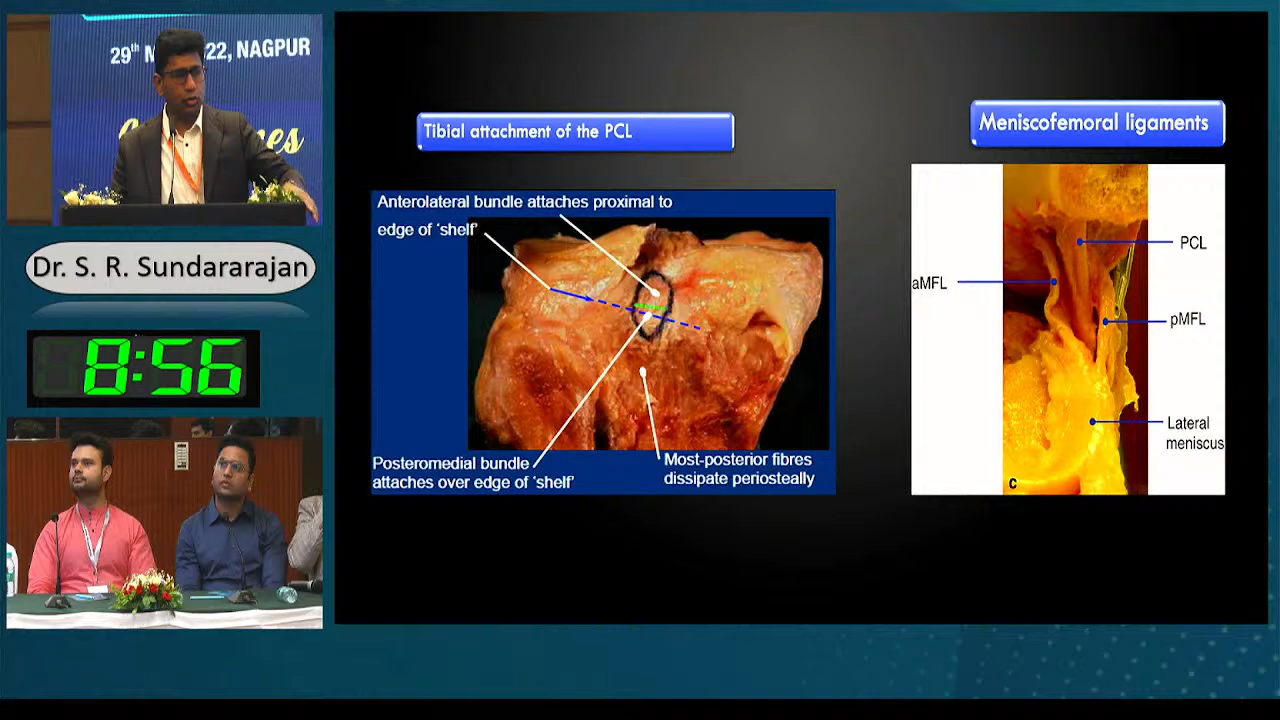 29th M 22, NAGPUR
Dr. S. R. Sundararajan
8:56
Tibial attachment of the PCL
Anterolateral bundle attaches proximal to
edge of ‘shelf’
Posteromedial bundle
attaches over edge of ‘shelf’
Most-posterior fibres
dissipate periosteally
Meniscofemoral ligaments
PCL
aMFL
pMFL
Lateral
meniscus
c